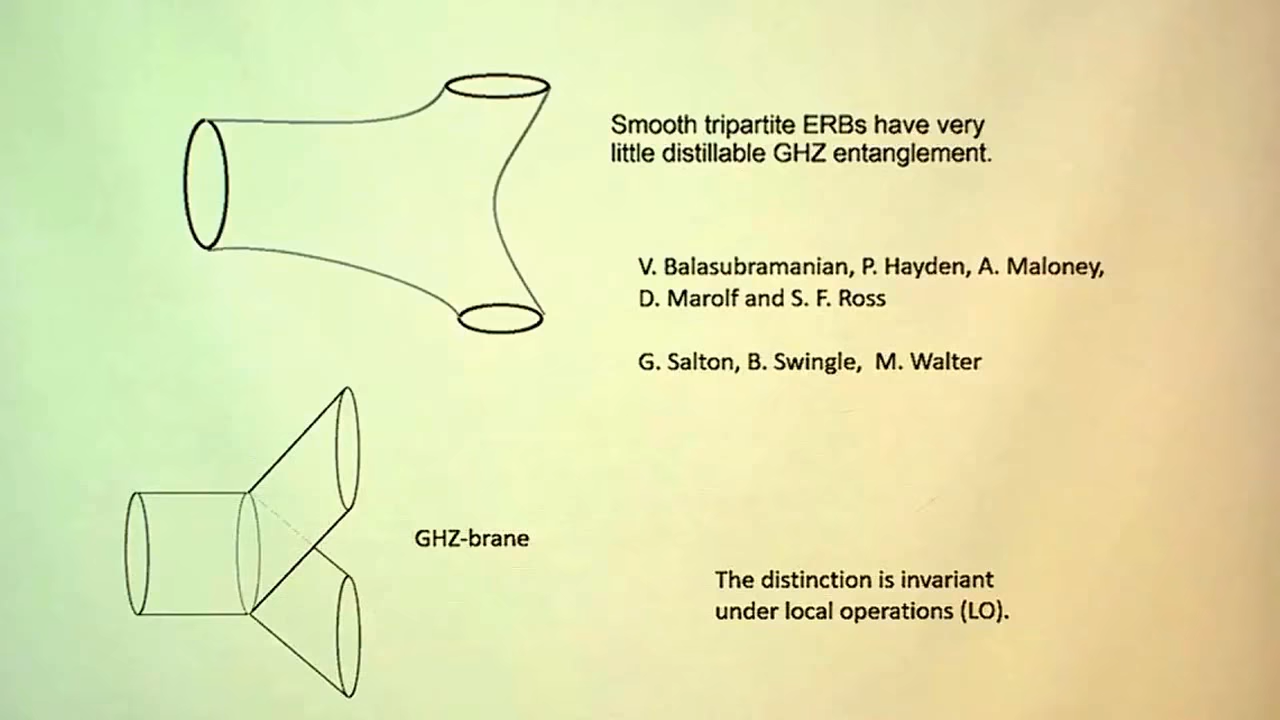 Smooth tripartite ERBs have very
little distillable GHZ entanglement.
V. Balasubramanian, P. Hayden, A. Maloney,
D. Marolf and S. F. Ross
G. Salton, B. Swingle, M. Walter
GHZ-brane
The distinction is invariant
under local operations (LO).